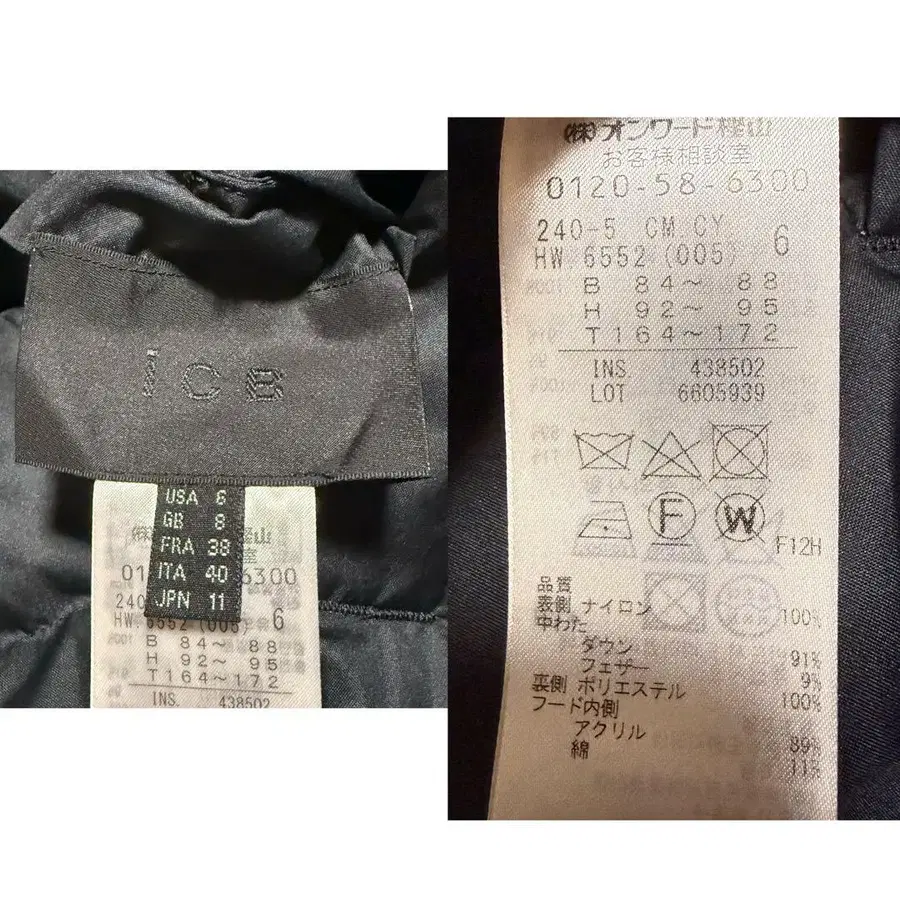 iCB
USA 6
GB 8
FRA 38
ITA 40
JPN 11
(株)
山
室
01
6300
240
HW.6552 (005) 6
B 84～ 88
H 92～ 95
T164～172
INS. 438502
(株)オンワード樫山
お客様相談室
0120-58-6300
240-5 CM.CY 6
HW.6552 (005)
B 84～ 88
H 92～ 95
T164～172
INS 438502
LOT 6605939
F W
F12H
品質
表側 ナイロン 100%
中わた
ダウン 91%
フェザー 9%
裏側 ポリエステル 100%
フード内側
アクリル 89%
綿 11%